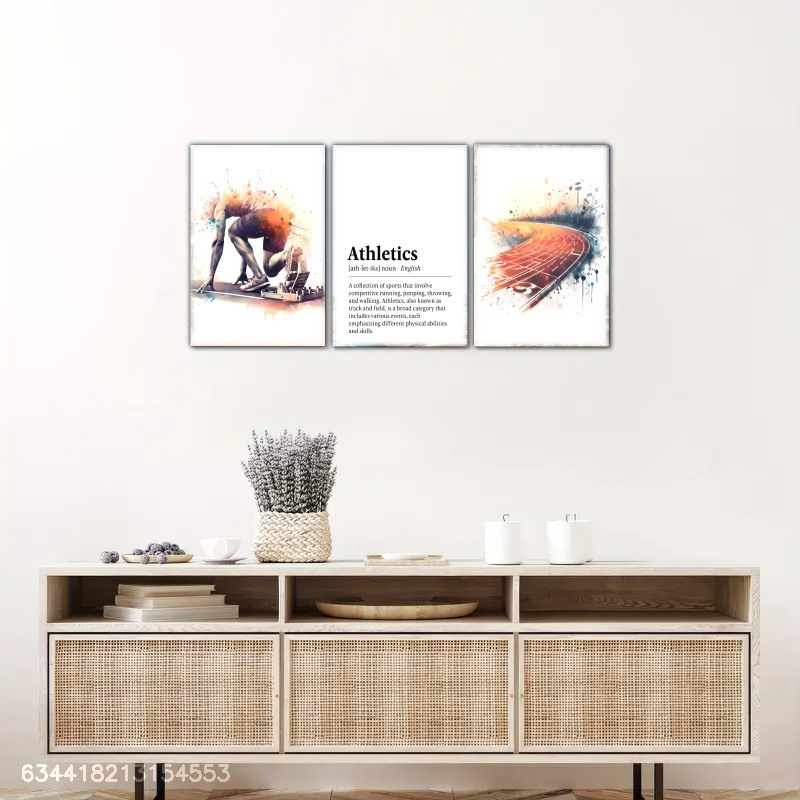 Athletics
[ath·let·iks] noun · English
A collection of sports that involve
competitive running, jumping, throwing,
and walking. Athletics, also known as
track and field, is a broad category that
includes various events, each
emphasizing different physical abilities
and skills.
634418213154553